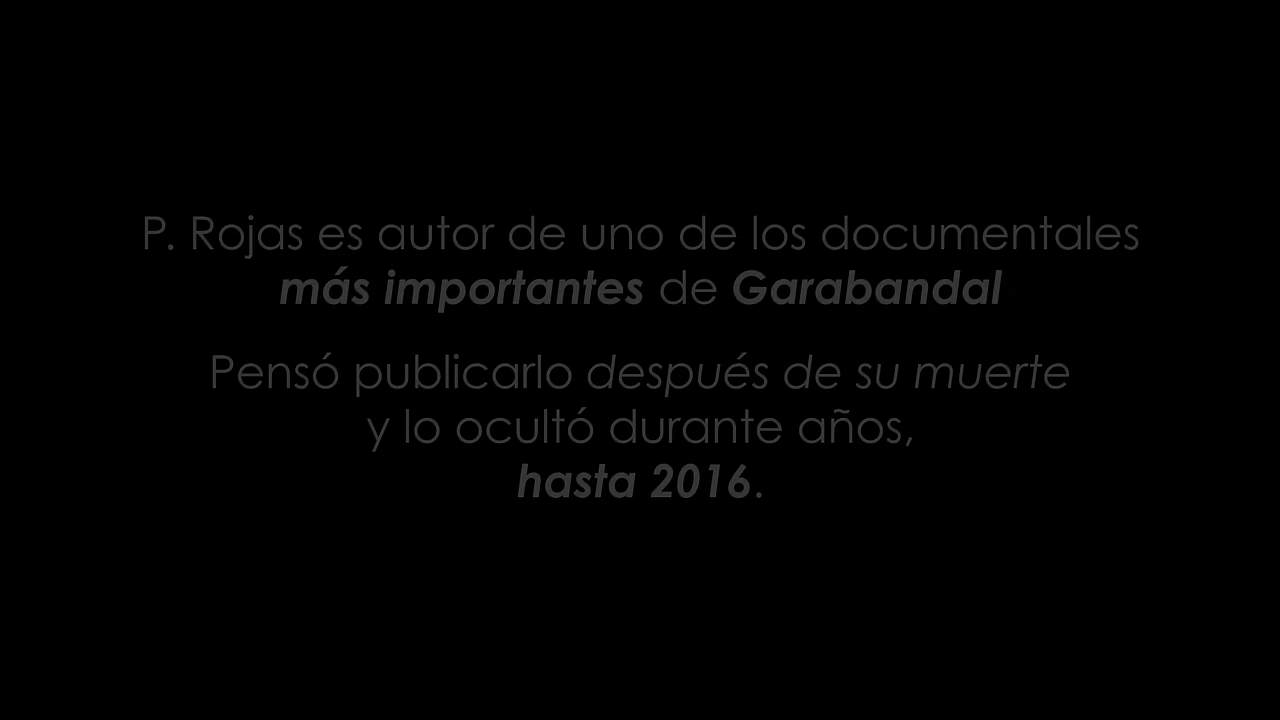 P. Rojas es autor de uno de los documentales
más importantes de Garabandal
Pensó publicarlo después de su muerte
y lo ocultó durante años,
hasta 2016.